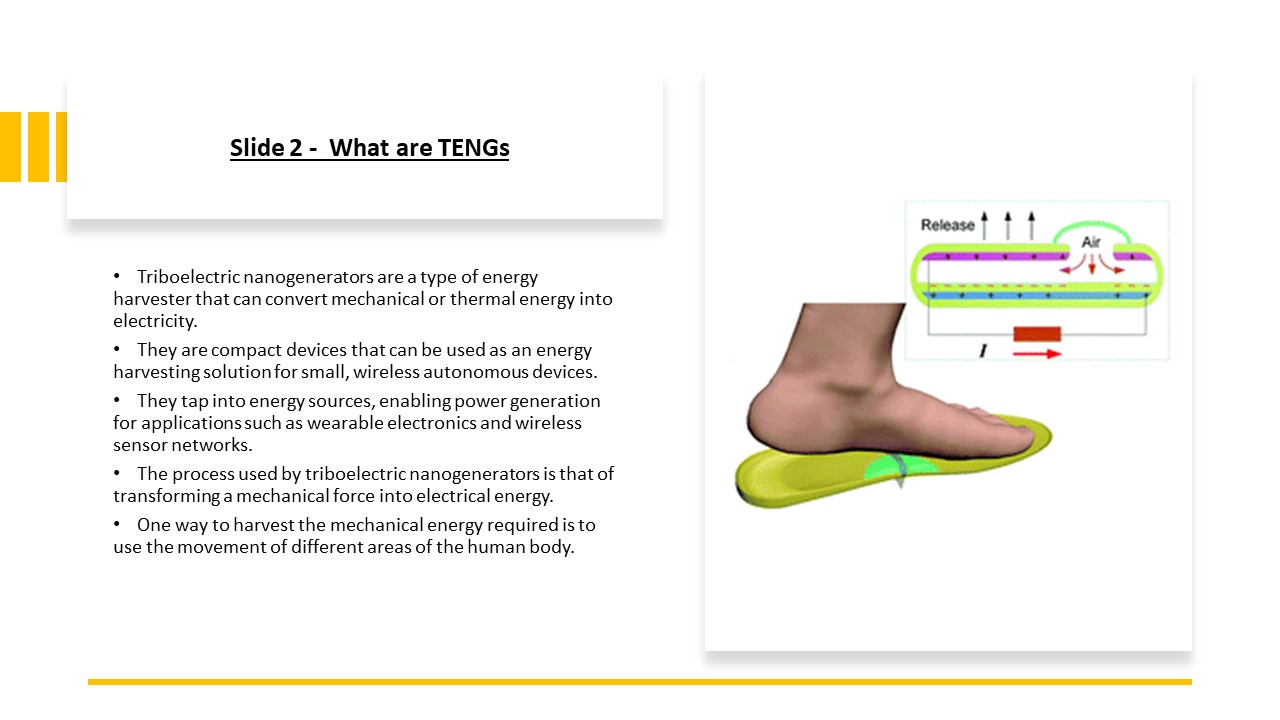 Slide 2 - What are TENGs
• Triboelectric nanogenerators are a type of energy
harvester that can convert mechanical or thermal energy into
electricity.
• They are compact devices that can be used as an energy
harvesting solution for small, wireless autonomous devices.
• They tap into energy sources, enabling power generation
for applications such as wearable electronics and wireless
sensor networks.
• The process used by triboelectric nanogenerators is that of
transforming a mechanical force into electrical energy.
• One way to harvest the mechanical energy required is to
use the movement of different areas of the human body.
Release
Air
I